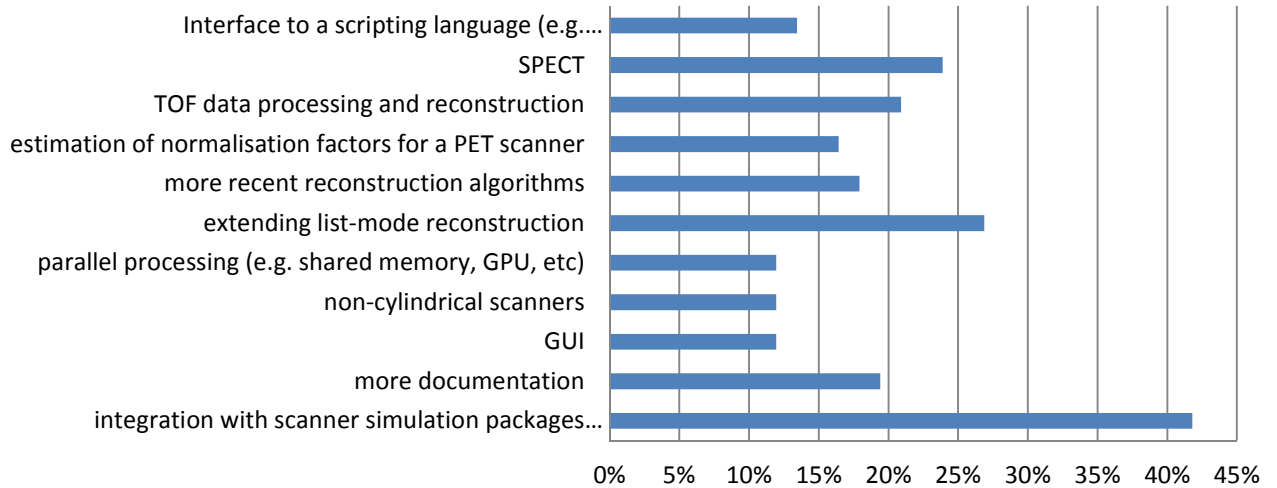 Interface to a scripting language (e.g....
SPECT
TOF data processing and reconstruction
estimation of normalisation factors for a PET scanner
more recent reconstruction algorithms
extending list-mode reconstruction
parallel processing (e.g. shared memory, GPU, etc)
non-cylindrical scanners
GUI
more documentation
integration with scanner simulation packages...
0% 5% 10% 15% 20% 25% 30% 35% 40% 45%